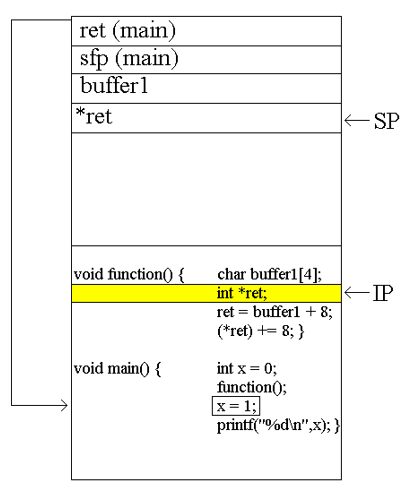 ret (main)
sfp (main)
buffer1
*ret
SP
void function() { char buffer1[4];
int *ret;
IP
ret = buffer1 + 8;
(*ret) += 8; }
void main() { int x = 0;
function();
x = 1;
printf("%d\n",x); }